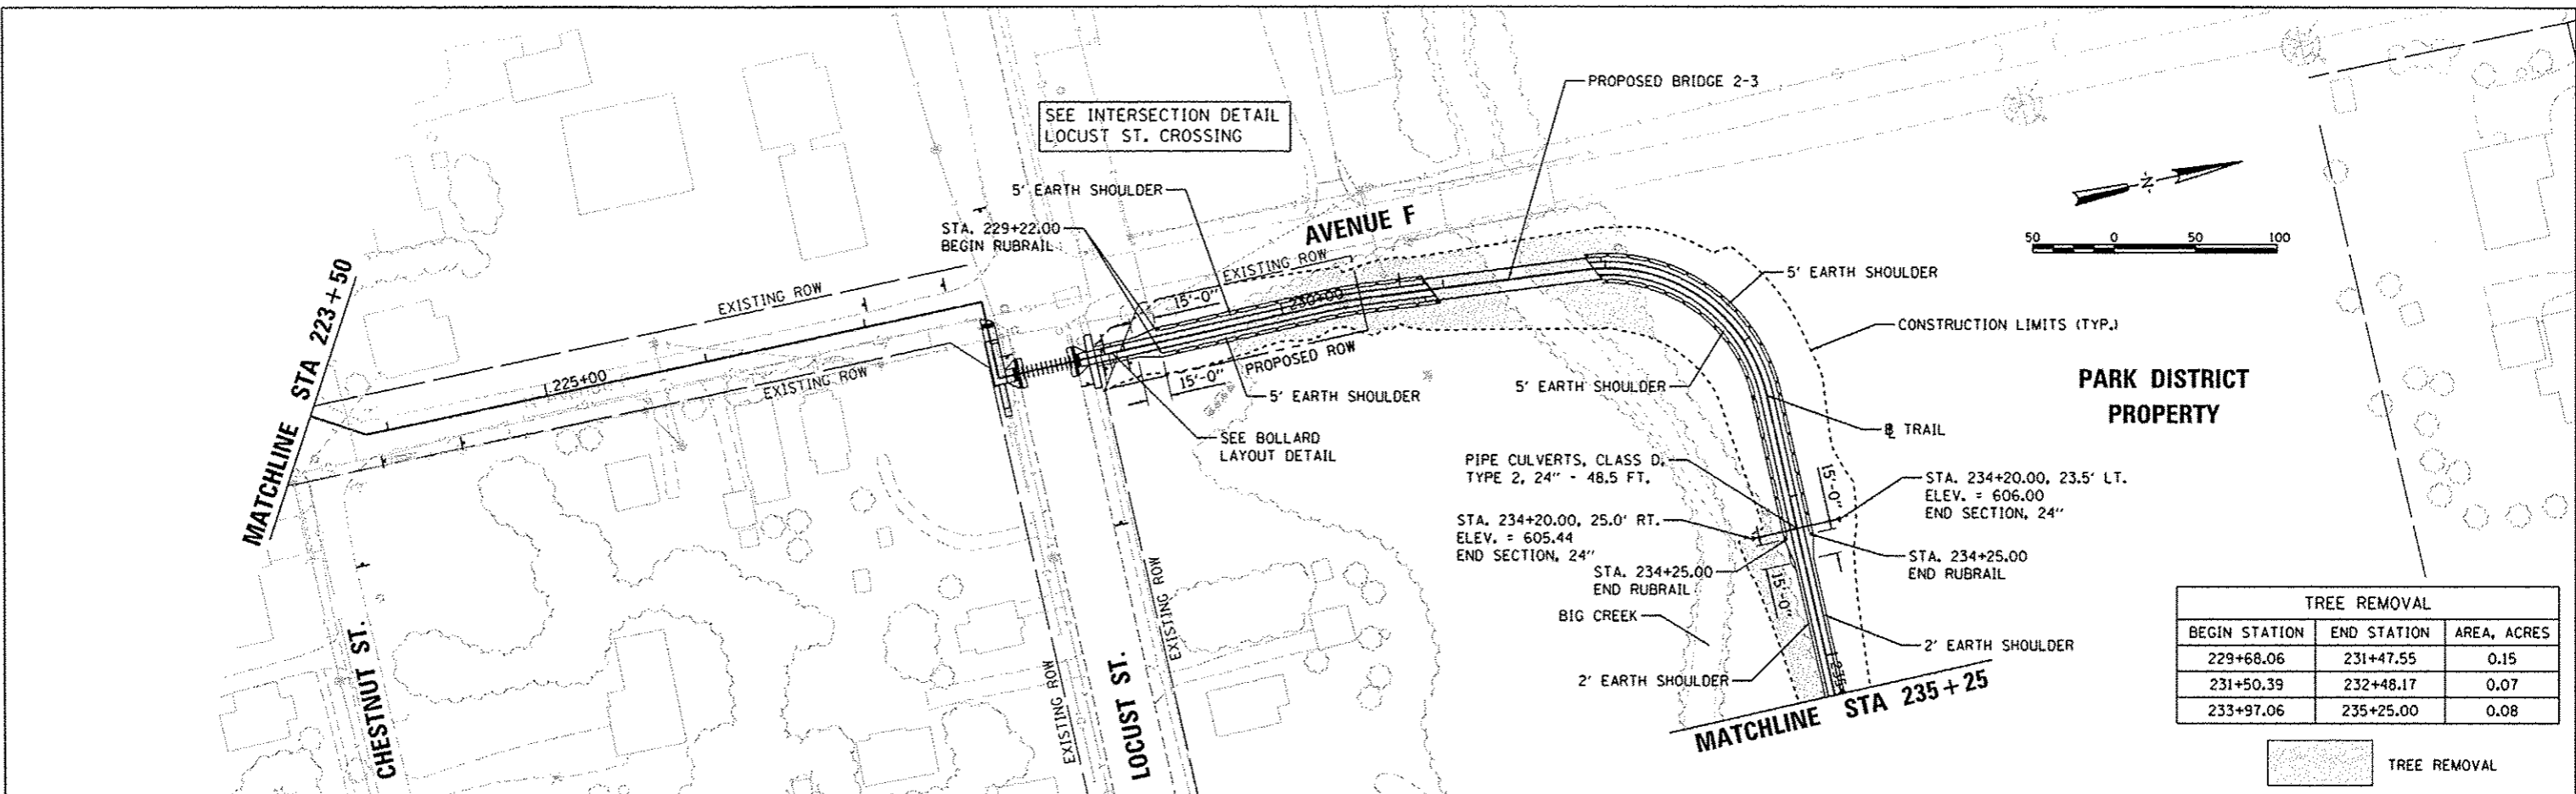 SEE INTERSECTION DETAIL
LOCUST ST. CROSSING
PROPOSED BRIDGE 2-3
5' EARTH SHOULDER
STA. 229+22.00
BEGIN RUBRAIL
AVENUE F
EXISTING ROW
15'-0"
230+00
N
50 0 50 100
5' EARTH SHOULDER
CONSTRUCTION LIMITS (TYP.)
MATCHLINE STA 223+50
EXISTING ROW
225+00
EXISTING ROW
PROPOSED ROW
15'-0"
5' EARTH SHOULDER
5' EARTH SHOULDER
PARK DISTRICT
PROPERTY
SEE BOLLARD
LAYOUT DETAIL
TRAIL
PIPE CULVERTS, CLASS D,
TYPE 2, 24" - 48.5 FT.
15'-0"
STA. 234+20.00, 23.5' LT.
ELEV. = 606.00
END SECTION, 24"
STA. 234+20.00, 25.0' RT.
ELEV. = 605.44
END SECTION, 24"
STA. 234+25.00
END RUBRAIL
STA. 234+25.00
END RUBRAIL
15'-0"
BIG CREEK
2' EARTH SHOULDER
2' EARTH SHOULDER
MATCHLINE STA 235+25
CHESTNUT ST.
EXISTING ROW
LOCUST ST.
EXISTING ROW
TREE REMOVAL
BEGIN STATION END STATION AREA, ACRES
229+68.06 231+47.55 0.15
231+50.39 232+48.17 0.07
233+97.06 235+25.00 0.08
TREE REMOVAL